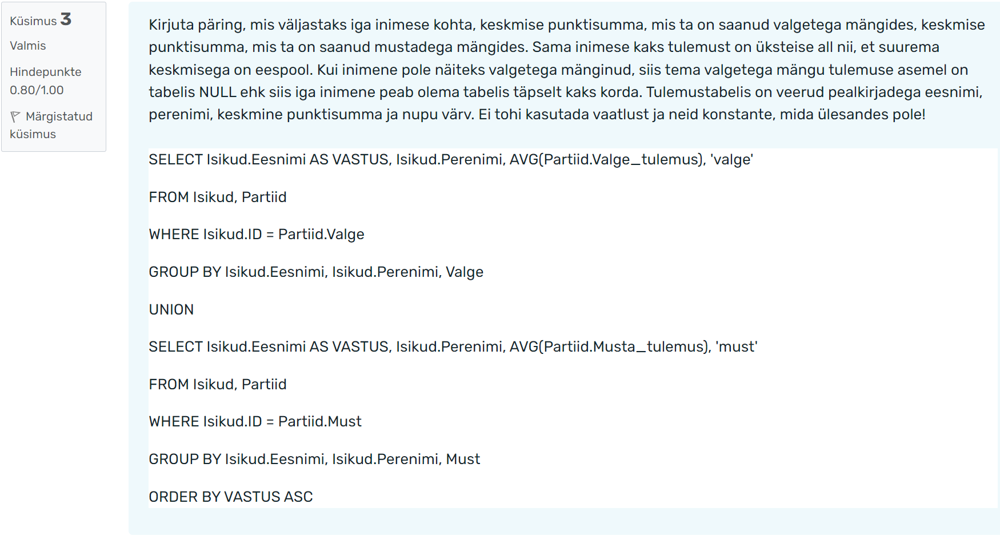 Küsimus 3
Valmis
Hindepunkte
0.80/1.00
Märgistatud
küsimus
Kirjuta päring, mis väljastaks iga inimese kohta, keskmise punktisumma, mis ta on saanud valgetega mängides, keskmise
punktisumma, mis ta on saanud mustadega mängides. Sama inimese kaks tulemust on üksteise all nii, et suurema
keskmisega on eespool. Kui inimene pole näiteks valgetega mänginud, siis tema valgetega mängu tulemuse asemel on
tabelis NULL ehk siis iga inimene peab olema tabelis täpselt kaks korda. Tulemustabelis on veerud pealkirjadega eesnimi,
perenimi, keskmine punktisumma ja nupu värv. Ei tohi kasutada vaatlust ja neid konstante, mida ülesandes pole!
SELECT Isikud.Eesnimi AS VASTUS, Isikud.Perenimi, AVG(Partiid.Valge_tulemus), 'valge'
FROM Isikud, Partiid
WHERE Isikud.ID = Partiid.Valge
GROUP BY Isikud.Eesnimi, Isikud.Perenimi, Valge
UNION
SELECT Isikud.Eesnimi AS VASTUS, Isikud.Perenimi, AVG(Partiid.Musta_tulemus), 'must'
FROM Isikud, Partiid
WHERE Isikud.ID = Partiid.Must
GROUP BY Isikud.Eesnimi, Isikud.Perenimi, Must
ORDER BY VASTUS ASC